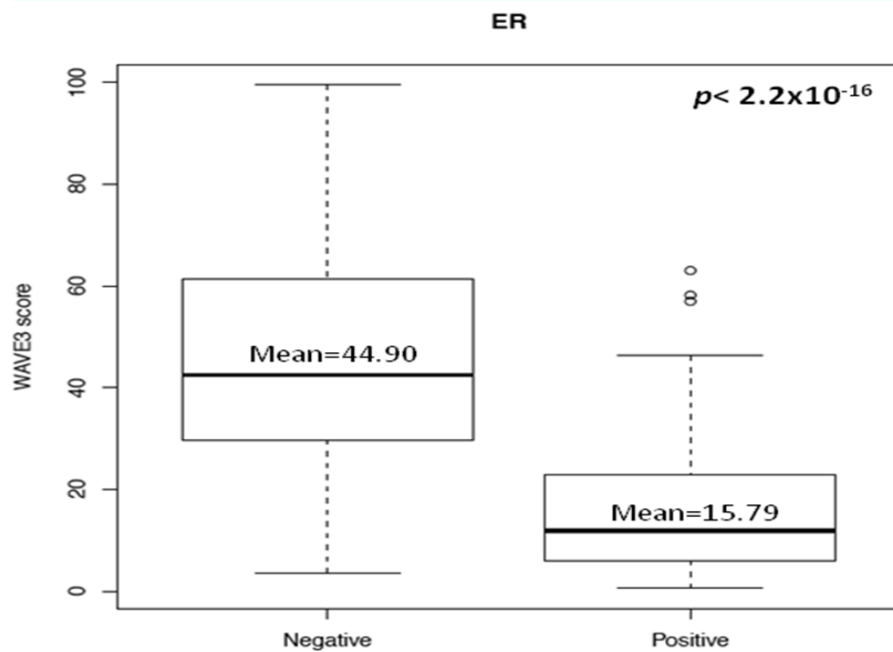 ER
p< 2.2x10-16
WAVE3 score
100
80
60
40
20
0
Mean=44.90
Mean=15.79
Negative
Positive